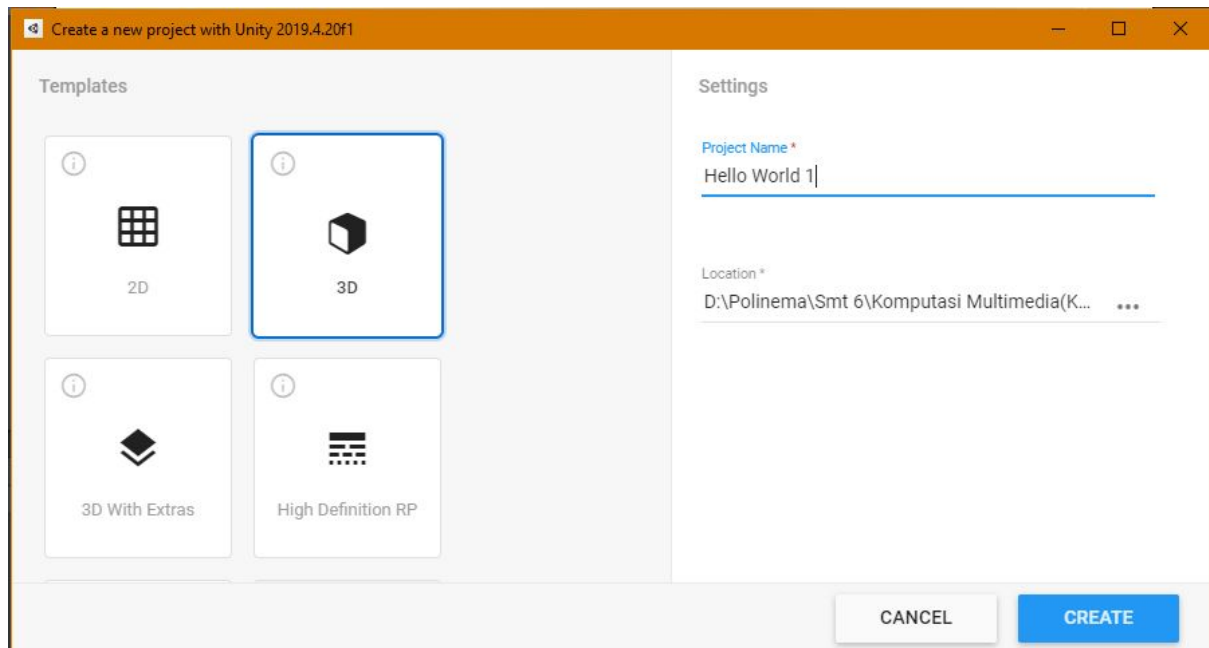 Create a new project with Unity 2019.4.20f1
Templates
2D
3D
3D With Extras
High Definition RP
Settings
Project Name *
Hello World 1
Location *
D:\Polinema\Smt 6\Komputasi Multimedia(K...
CANCEL
CREATE